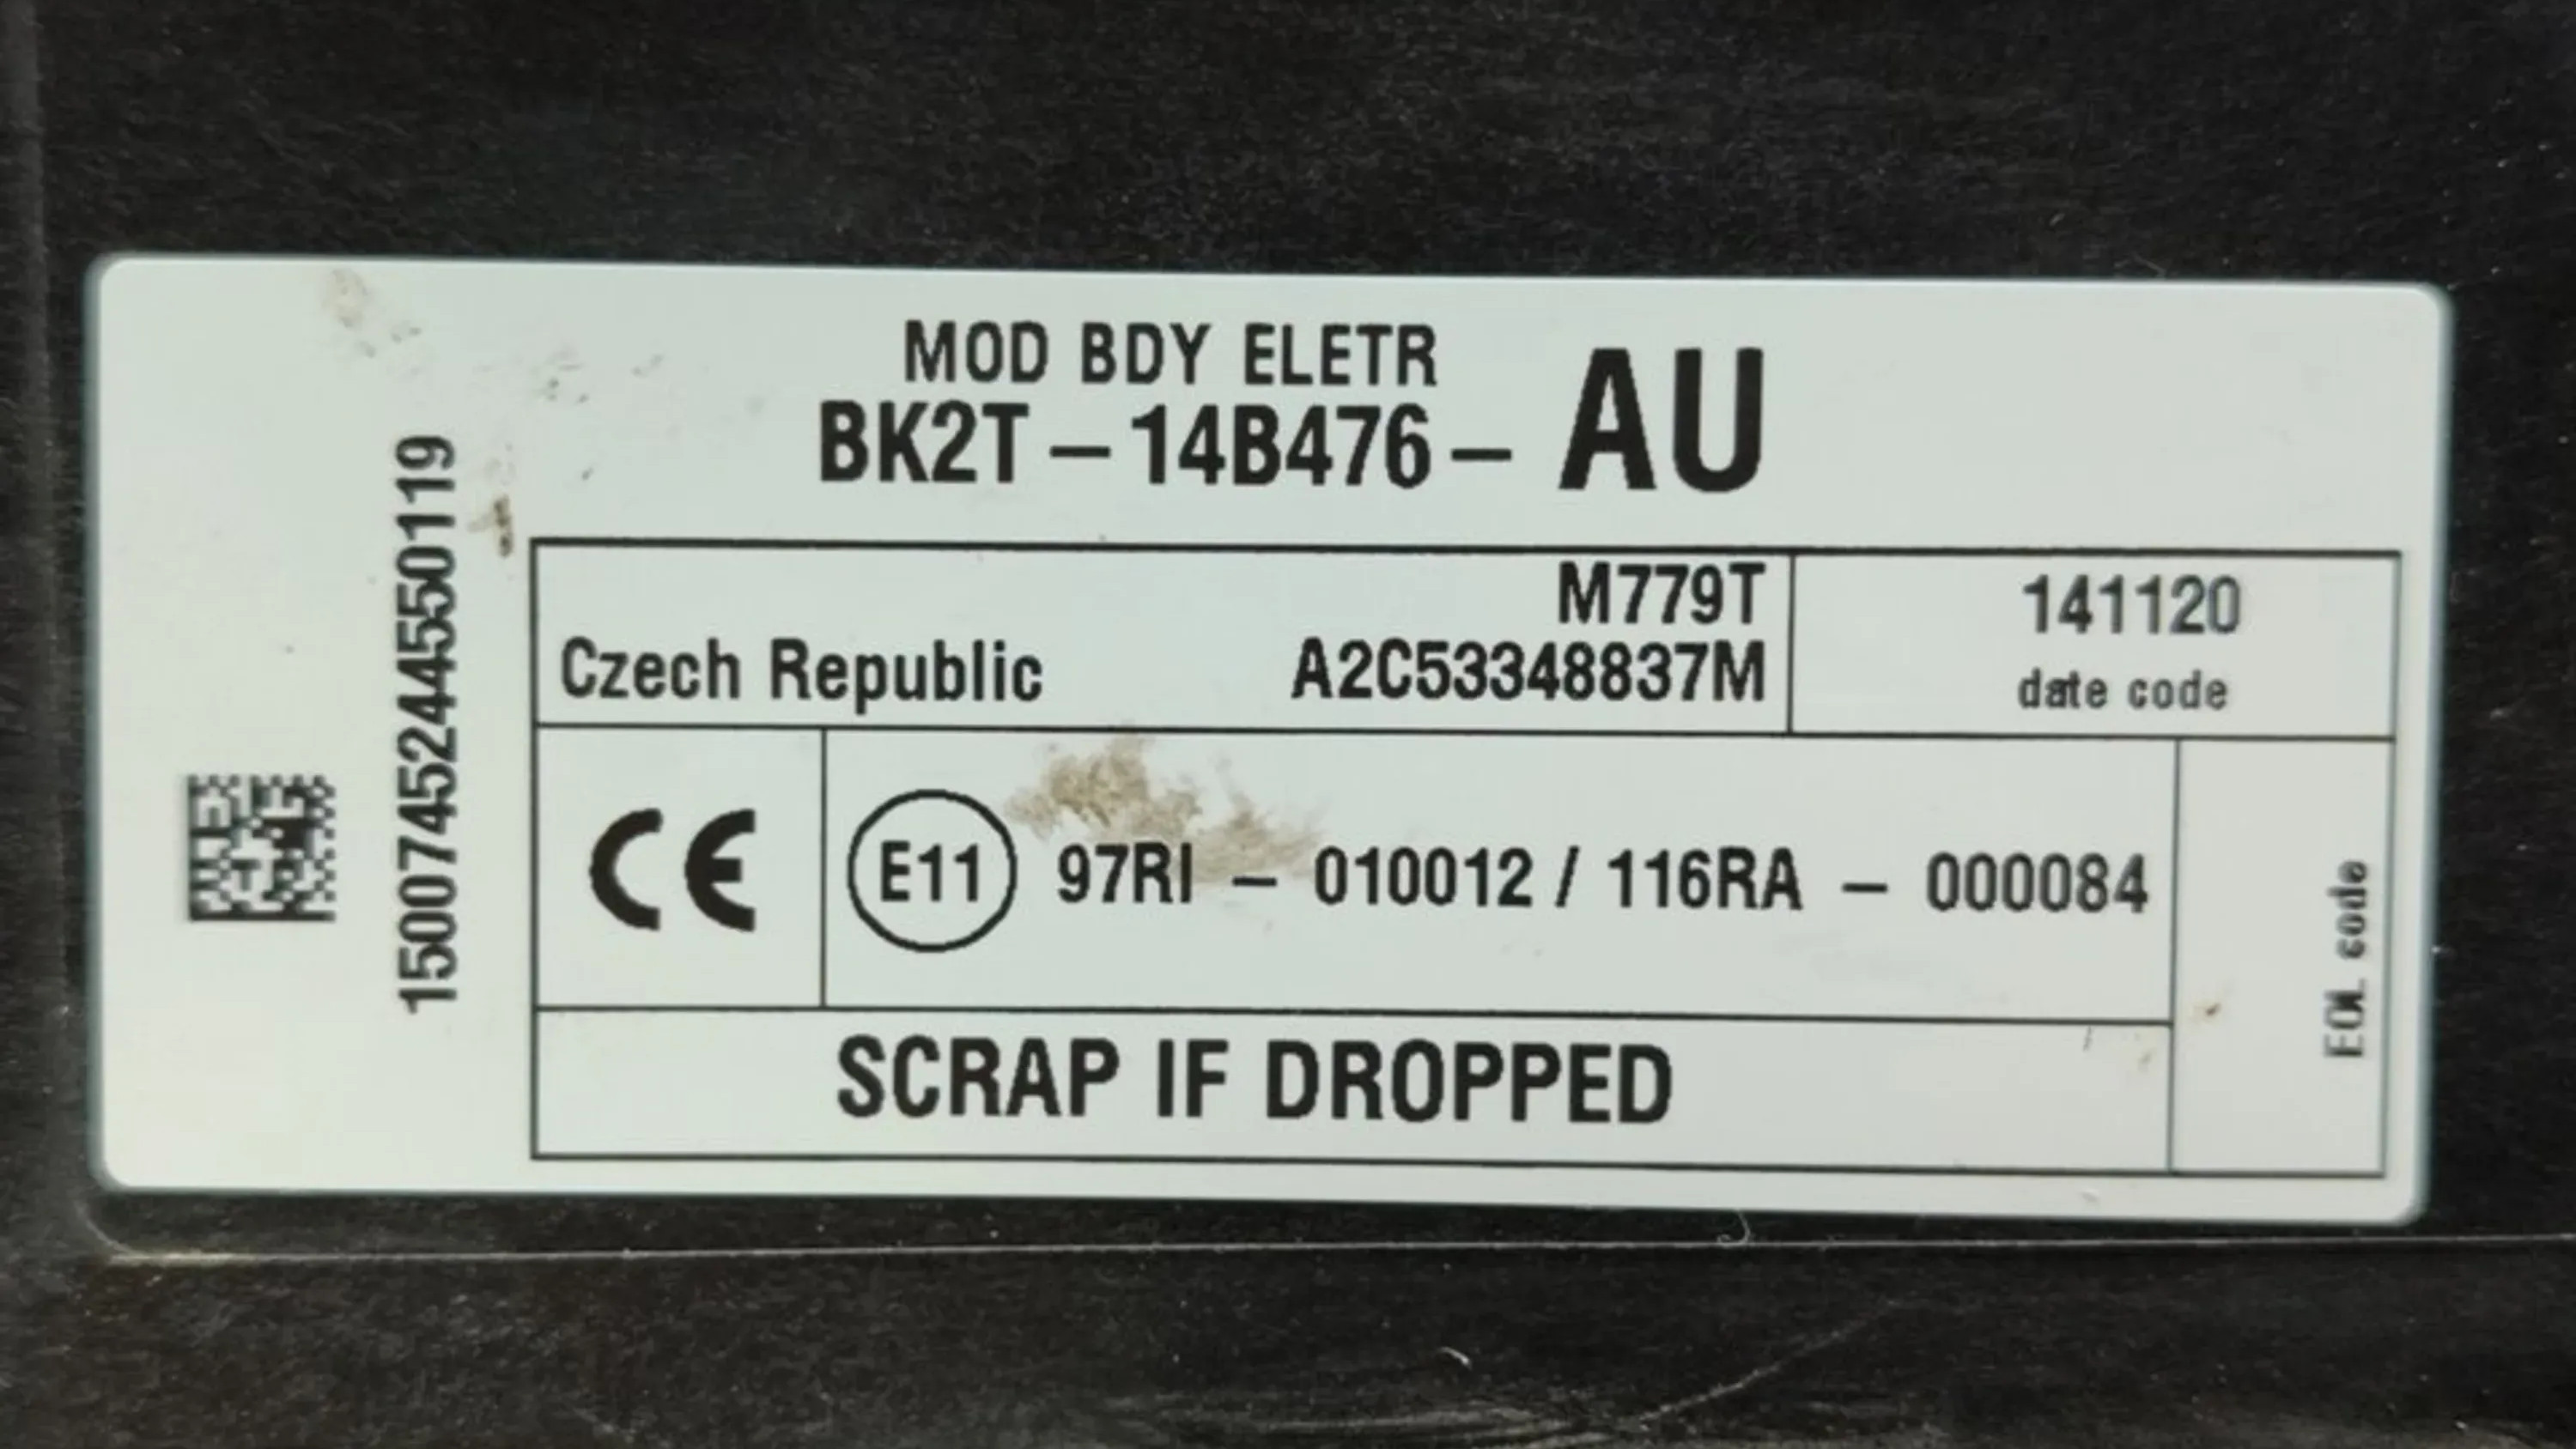 MOD BDY ELETR
BK2T - 14B476 - AU
15007452445550119
M779T
Czech Republic A2C53348837M
141120
date code
CE
E11 97RI - 010012 / 116RA - 000084
EOL code
SCRAP IF DROPPED